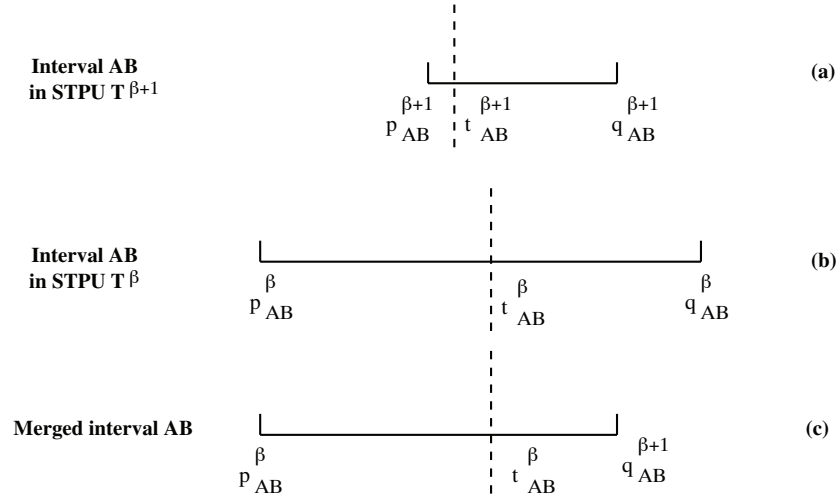 Interval AB
in STPU T β+1
(a)
p β+1 AB
t β+1 AB
q β+1 AB
Interval AB
in STPU T β
(b)
p β AB
t β AB
q β AB
Merged interval AB
(c)
p β AB
t β AB
q β+1 AB